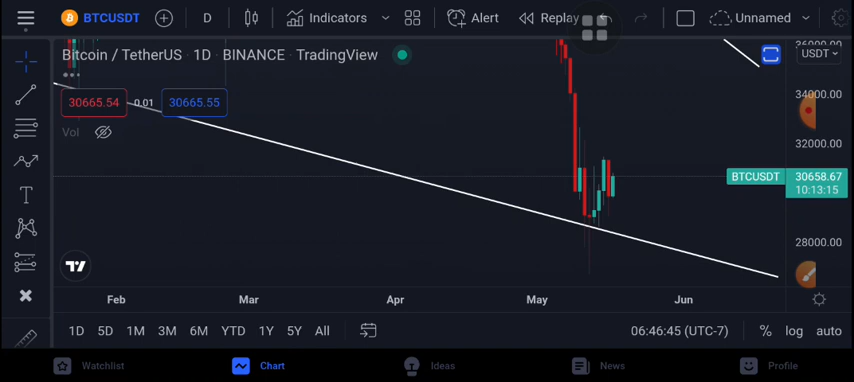 BTCUSDT D Indicators Alert Replay Unnamed
Bitcoin / TetherUS · 1D · BINANCE · TradingView
36000.00
USDT
30665.54 0.01 30665.55
34000.00
Vol
32000.00
BTCUSDT 30658.67
10:13:15
28000.00
Feb Mar Apr May Jun
1D 5D 1M 3M 6M YTD 1Y 5Y All 06:46:45 (UTC-7) % log auto
Watchlist Chart Ideas News Profile